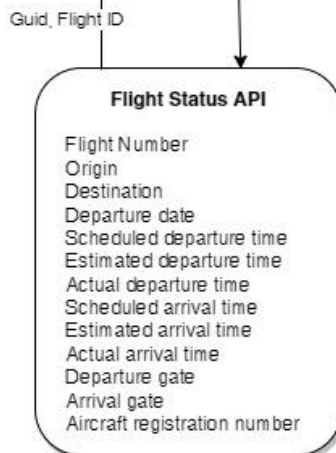 Guid, Flight ID
Flight Status API
Flight Number
Origin
Destination
Departure date
Scheduled departure time
Estimated departure time
Actual departure time
Scheduled arrival time
Estimated arrival time
Actual arrival time
Departure gate
Arrival gate
Aircraft registration number